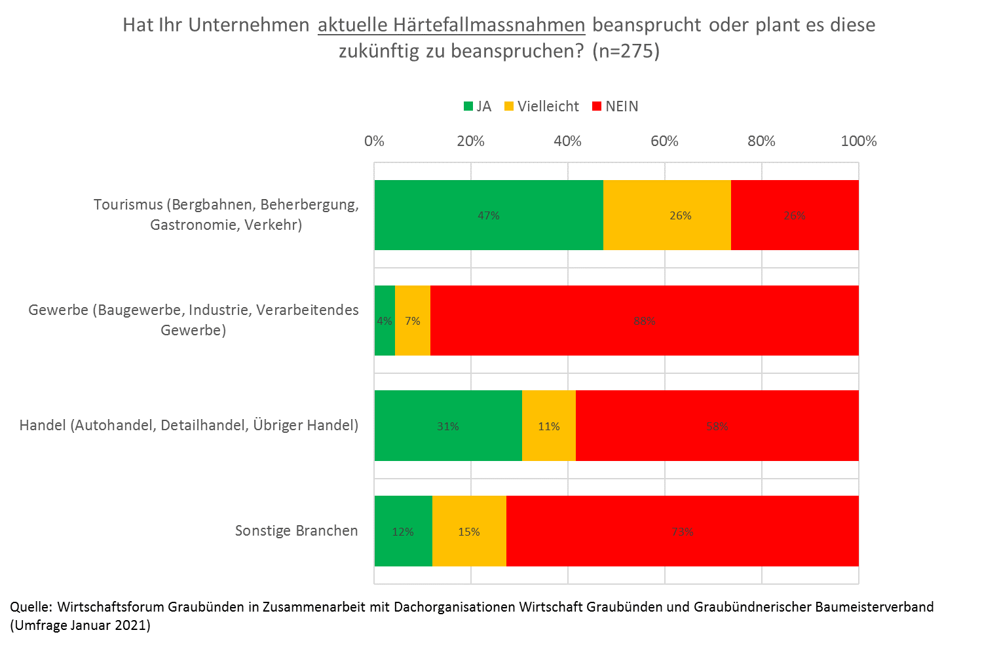 Hat Ihr Unternehmen aktuelle Härtefallmassnahmen beansprucht oder plant es diese
zukünftig zu beanspruchen? (n=275)
JA Vielleicht NEIN
0% 20% 40% 60% 80% 100%
Tourismus (Bergbahnen, Beherbergung,
Gastronomie, Verkehr)
47% 26% 26%
Gewerbe (Baugewerbe, Industrie, Verarbeitendes
Gewerbe)
4% 7% 88%
Handel (Autohandel, Detailhandel, Übriger Handel)
31% 11% 58%
Sonstige Branchen
12% 15% 73%
Quelle: Wirtschaftsforum Graubünden in Zusammenarbeit mit Dachorganisationen Wirtschaft Graubünden und Graubündnerischer Baumeisterverband
(Umfrage Januar 2021)